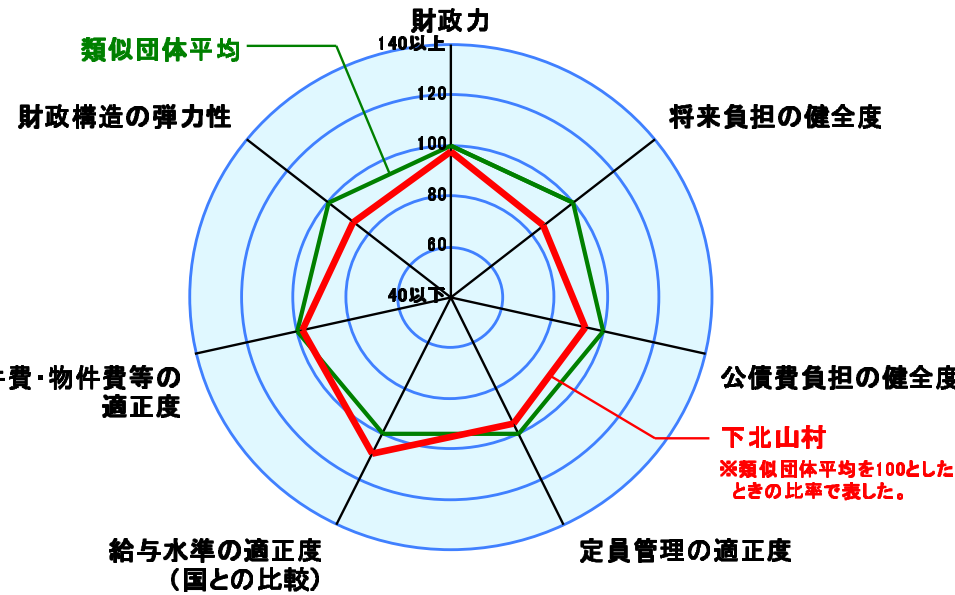 財政力
類似団体平均
140以上
120
100
80
60
40以下
財政構造の弾力性
将来負担の健全度
費・物件費等の
適正度
公債費負担の健全度
下北山村
※類似団体平均を100とした
ときの比率で表した。
給与水準の適正度
(国との比較)
定員管理の適正度